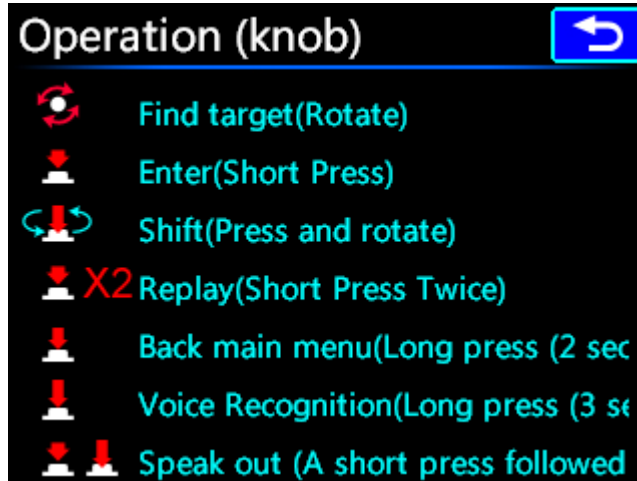 Operation (knob)
Find target(Rotate)
Enter(Short Press)
Shift(Press and rotate)
X2 Replay(Short Press Twice)
Back main menu(Long press (2 sec
Voice Recognition(Long press (3 se
Speak out (A short press followed